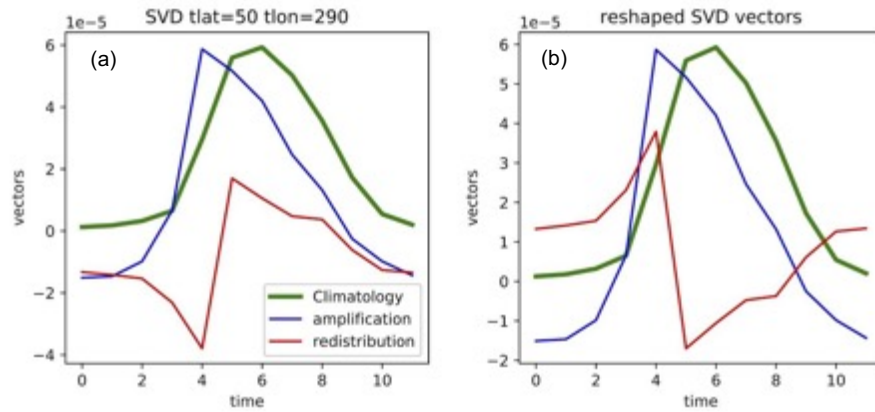 SVD tlat=50 tlon=290
1e−5
(a)
6
4
2
0
−2
−4
vectors
0 2 4 6 8 10
time
Climatology
amplification
redistribution
reshaped SVD vectors
1e−5
(b)
6
5
4
3
2
1
0
−1
−2
vectors
0 2 4 6 8 10
time